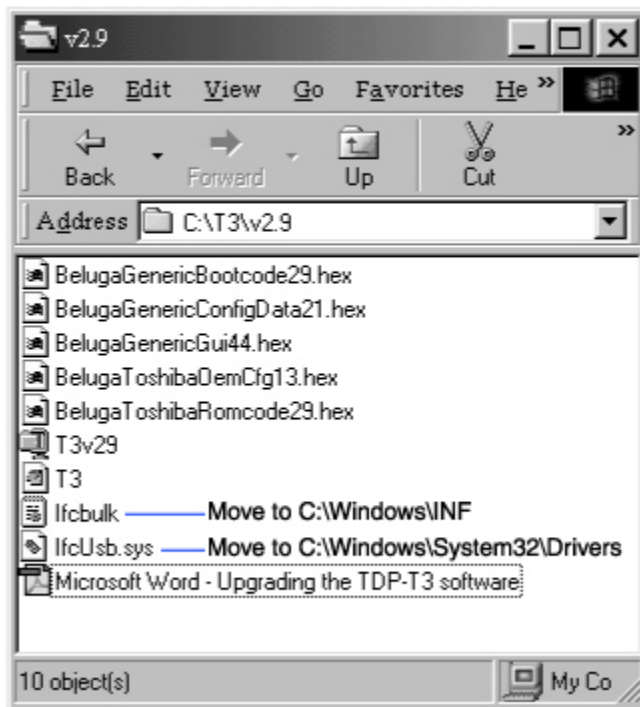 v2.9
File Edit View Go Favorites He »
Back Forward Up Cut »
Address C:\T3\v2.9
BelugaGenericBootcode29.hex
BelugaGenericConfigData21.hex
BelugaGenericGui44.hex
BelugaToshibaOemCfg13.hex
BelugaToshibaRomcode29.hex
T3v29
T3
Ifcbulk Move to C:\Windows\INF
IfcUsb.sys Move to C:\Windows\System32\Drivers
Microsoft Word - Upgrading the TDP-T3 software
10 object(s) My Co